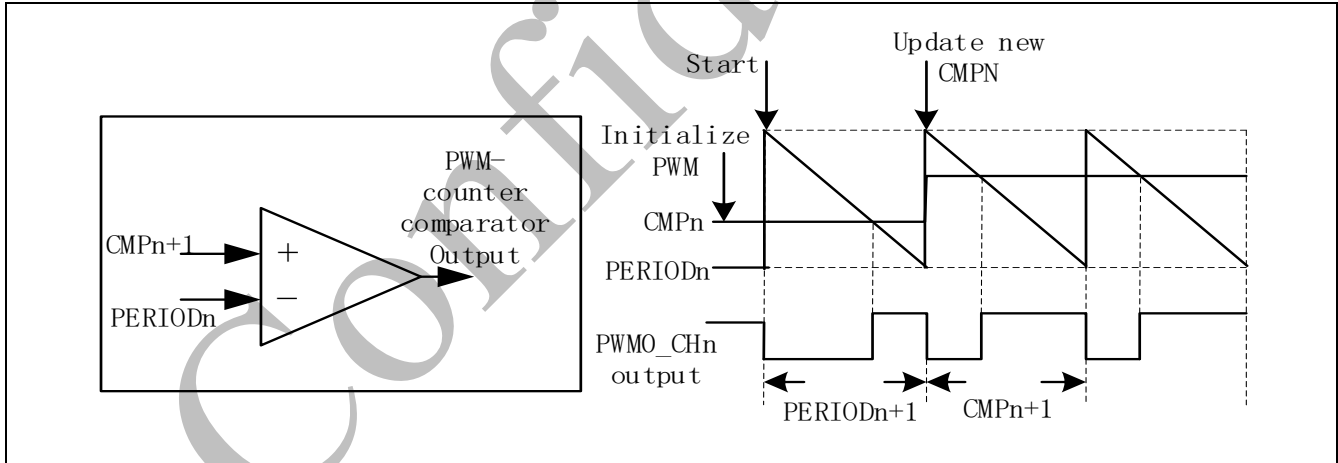 Confid
PWM-
counter
comparator
Output
CMPn+1
+
−
PERIODn
Start
Update new
CMPN
Initialize
PWM
CMPn
PERIODn
PWM0_CHn
output
PERIODn+1
CMPn+1